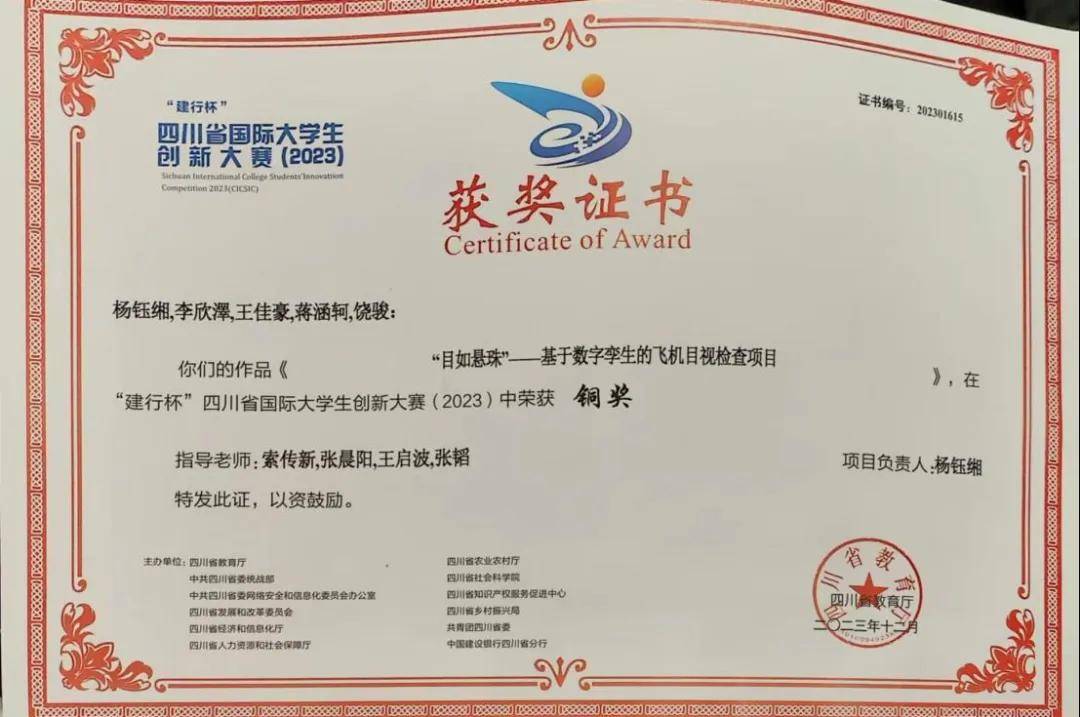 “建行杯”
四川省国际大学生
创新大赛(2023)
Sichuan International College Students'Innovation
Competition 2023(CICSIC)
证书编号：202301615
获奖证书
Certificate of Award
杨钰缃,李欣澤,王佳豪,蒋涵轲,饶骏:
你们的作品《 “目如悬珠”——基于数字孪生的飞机目视检查项目 》，在
“建行杯”四川省国际大学生创新大赛（2023）中荣获 铜奖
指导老师:索传新,张晨阳,王启波,张韬 项目负责人:杨钰缃
特发此证，以资鼓励。
主办单位：四川省教育厅 四川省农业农村厅
中共四川省委统战部 四川省社会科学院
中共四川省委网络安全和信息化委员会办公室 四川省知识产权服务促进中心
四川省发展和改革委员会 四川省乡村振兴局
四川省经济和信息化厅 共青团四川省委
四川省人力资源和社会保障厅 中国建设银行四川省分行
四川省教育厅
四川省教育厅
二〇二三年十二月